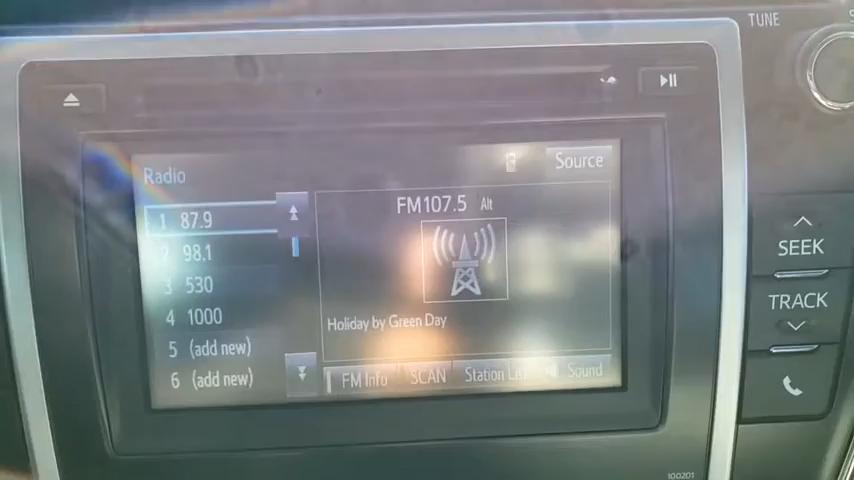 TUNE
Radio
Source
1 87.9
2 98.1
3 530
4 1000
5 (add new)
6 (add new)
FM107.5 Alt
Holiday by Green Day
FM Info
SCAN
Station List
Sound
SEEK
TRACK
100201